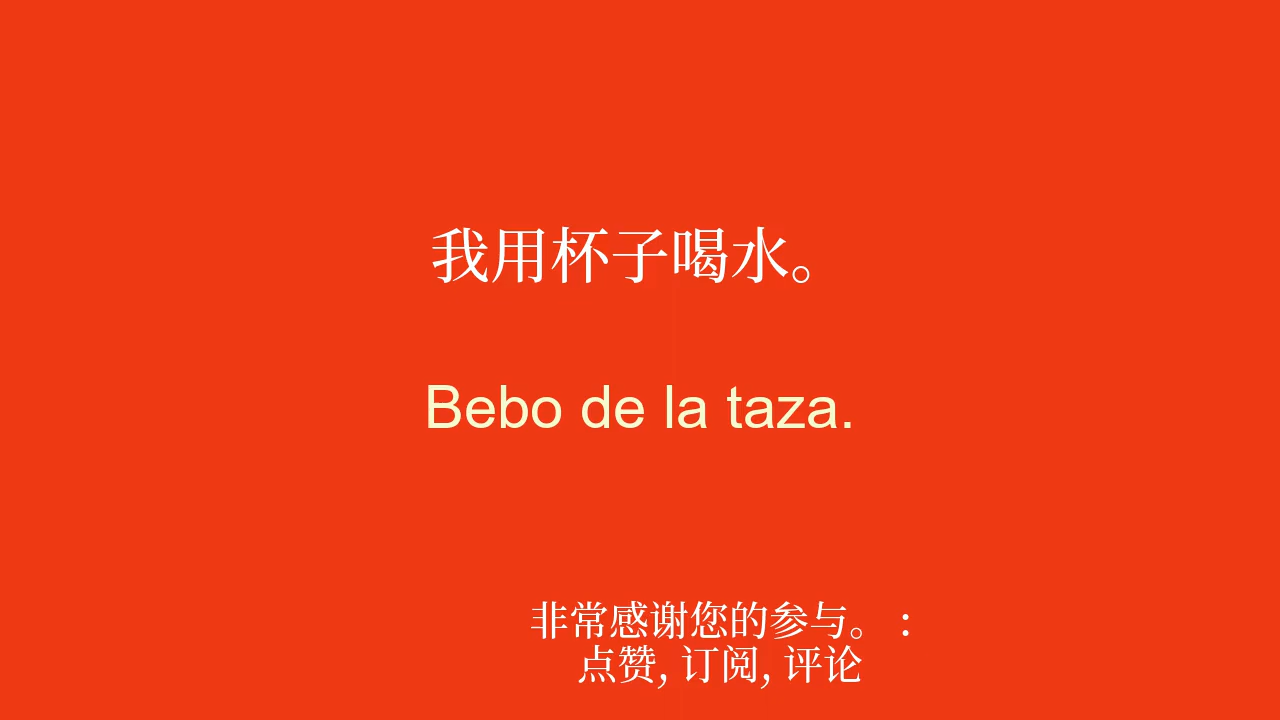 我用杯子喝水。
Bebo de la taza.
非常感谢您的参与。 :
点赞, 订阅, 评论